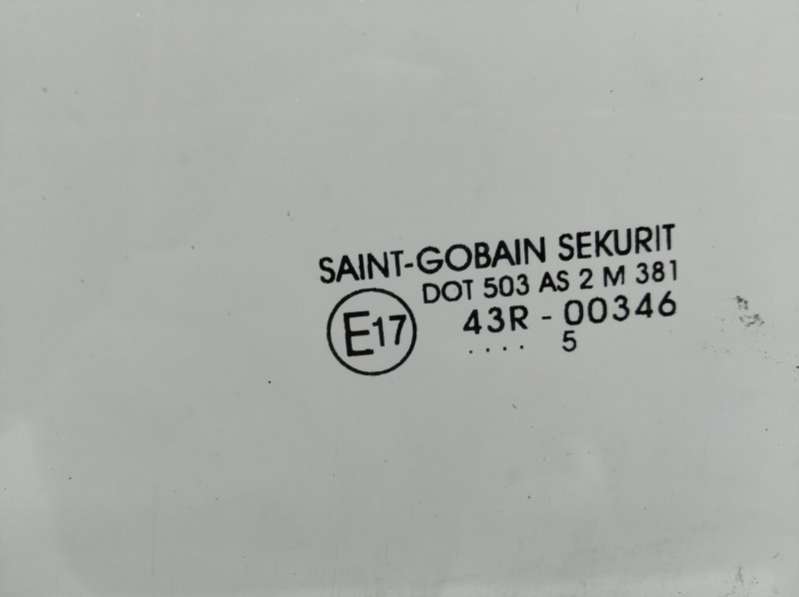 SAINT-GOBAIN SEKURIT
DOT 503 AS 2 M 381
E17 43R - 00346
.... 5